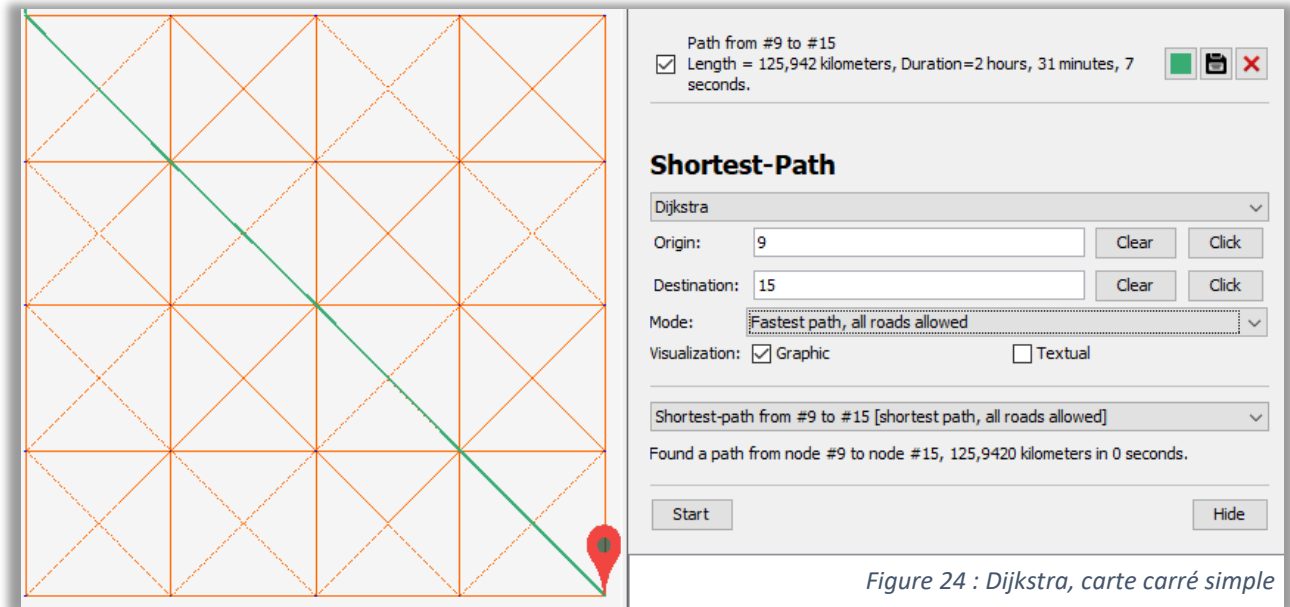 Path from #9 to #15
Length = 125,942 kilometers, Duration=2 hours, 31 minutes, 7
seconds.
Shortest-Path
Dijkstra
Origin: 9 Clear Click
Destination: 15 Clear Click
Mode: Fastest path, all roads allowed
Visualization: Graphic Textual
Shortest-path from #9 to #15 [shortest path, all roads allowed]
Found a path from node #9 to node #15, 125,9420 kilometers in 0 seconds.
Start Hide
Figure 24 : Dijkstra, carte carré simple